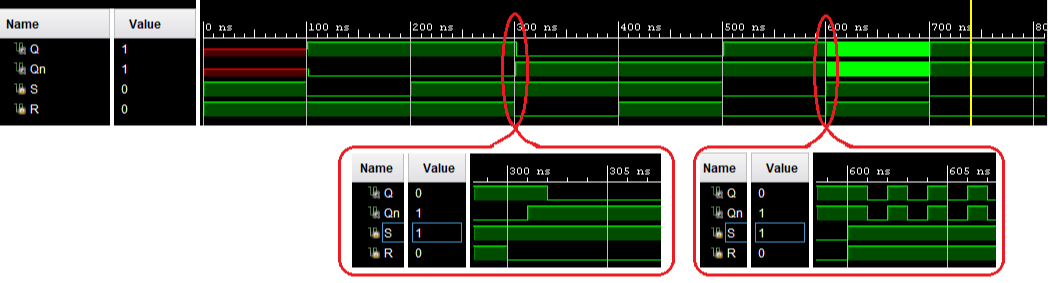 Name Value 0 ns 100 ns 200 ns 300 ns 400 ns 500 ns 600 ns 700 ns 80
Q 1
Qn 1
S 0
R 0
Name Value 300 ns 305 ns
Q 0
Qn 1
S 1
R 0
Name Value 600 ns 605 ns
Q 0
Qn 1
S 1
R 0